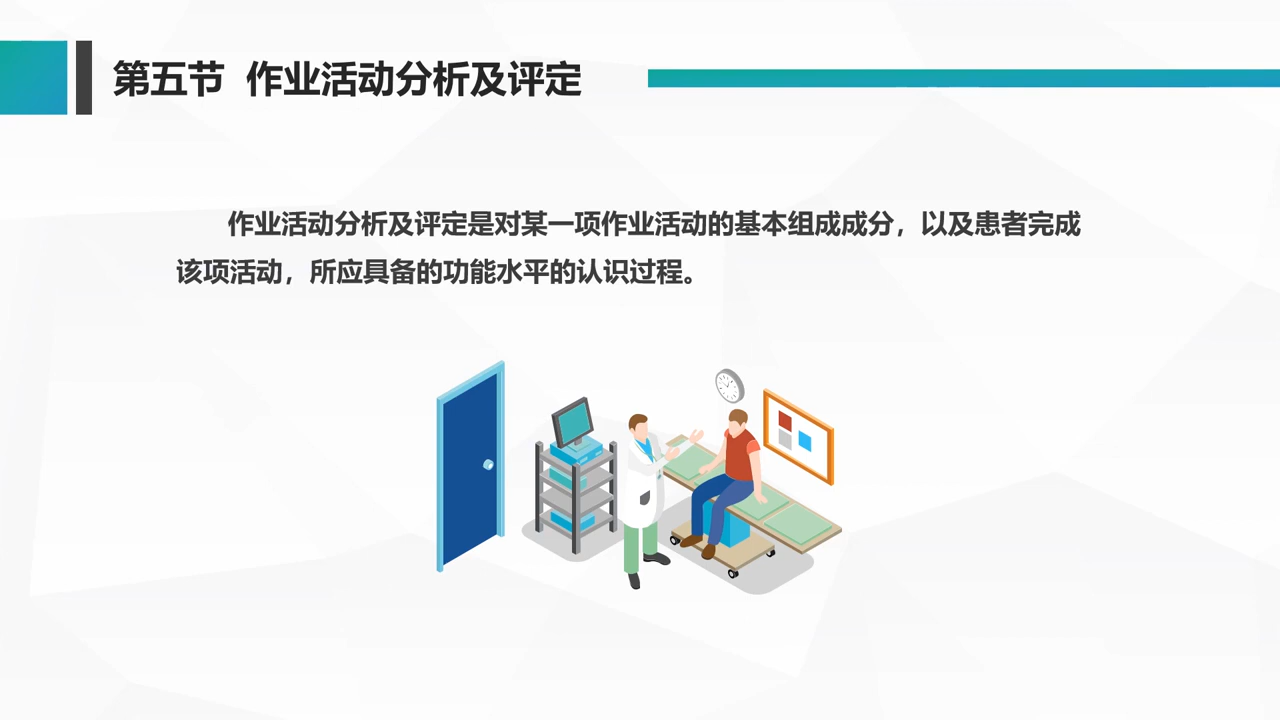 第五节 作业活动分析及评定
作业活动分析及评定是对某一项作业活动的基本组成成分，以及患者完成
该项活动，所应具备的功能水平的认识过程。